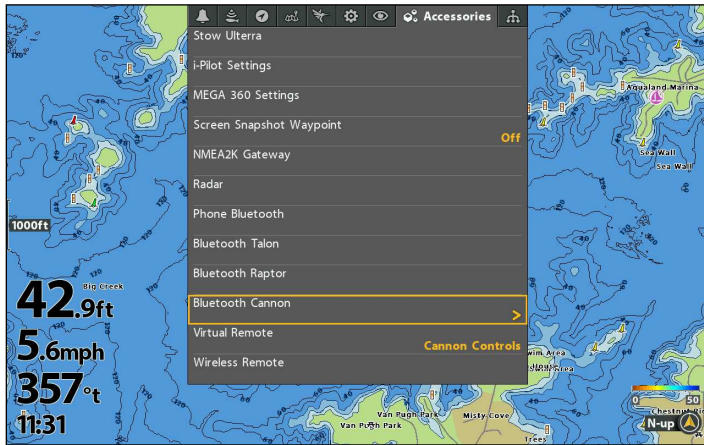 Accessories
Stow Ulterra
i-Pilot Settings
MEGA 360 Settings
Screen Snapshot Waypoint
Off
NMEA2K Gateway
Radar
Phone Bluetooth
Bluetooth Talon
Bluetooth Raptor
Bluetooth Cannon
>
Virtual Remote
Cannon Controls
Wireless Remote
Aqualand Marina
Sea Wall
Sea Wall
1000ft
Big Creek
42.9ft
5.6mph
357°t
11:31
Swim Area
Van Pugh Park
Van Pugh Park
Misty Cove
Trees
0 50
N-up